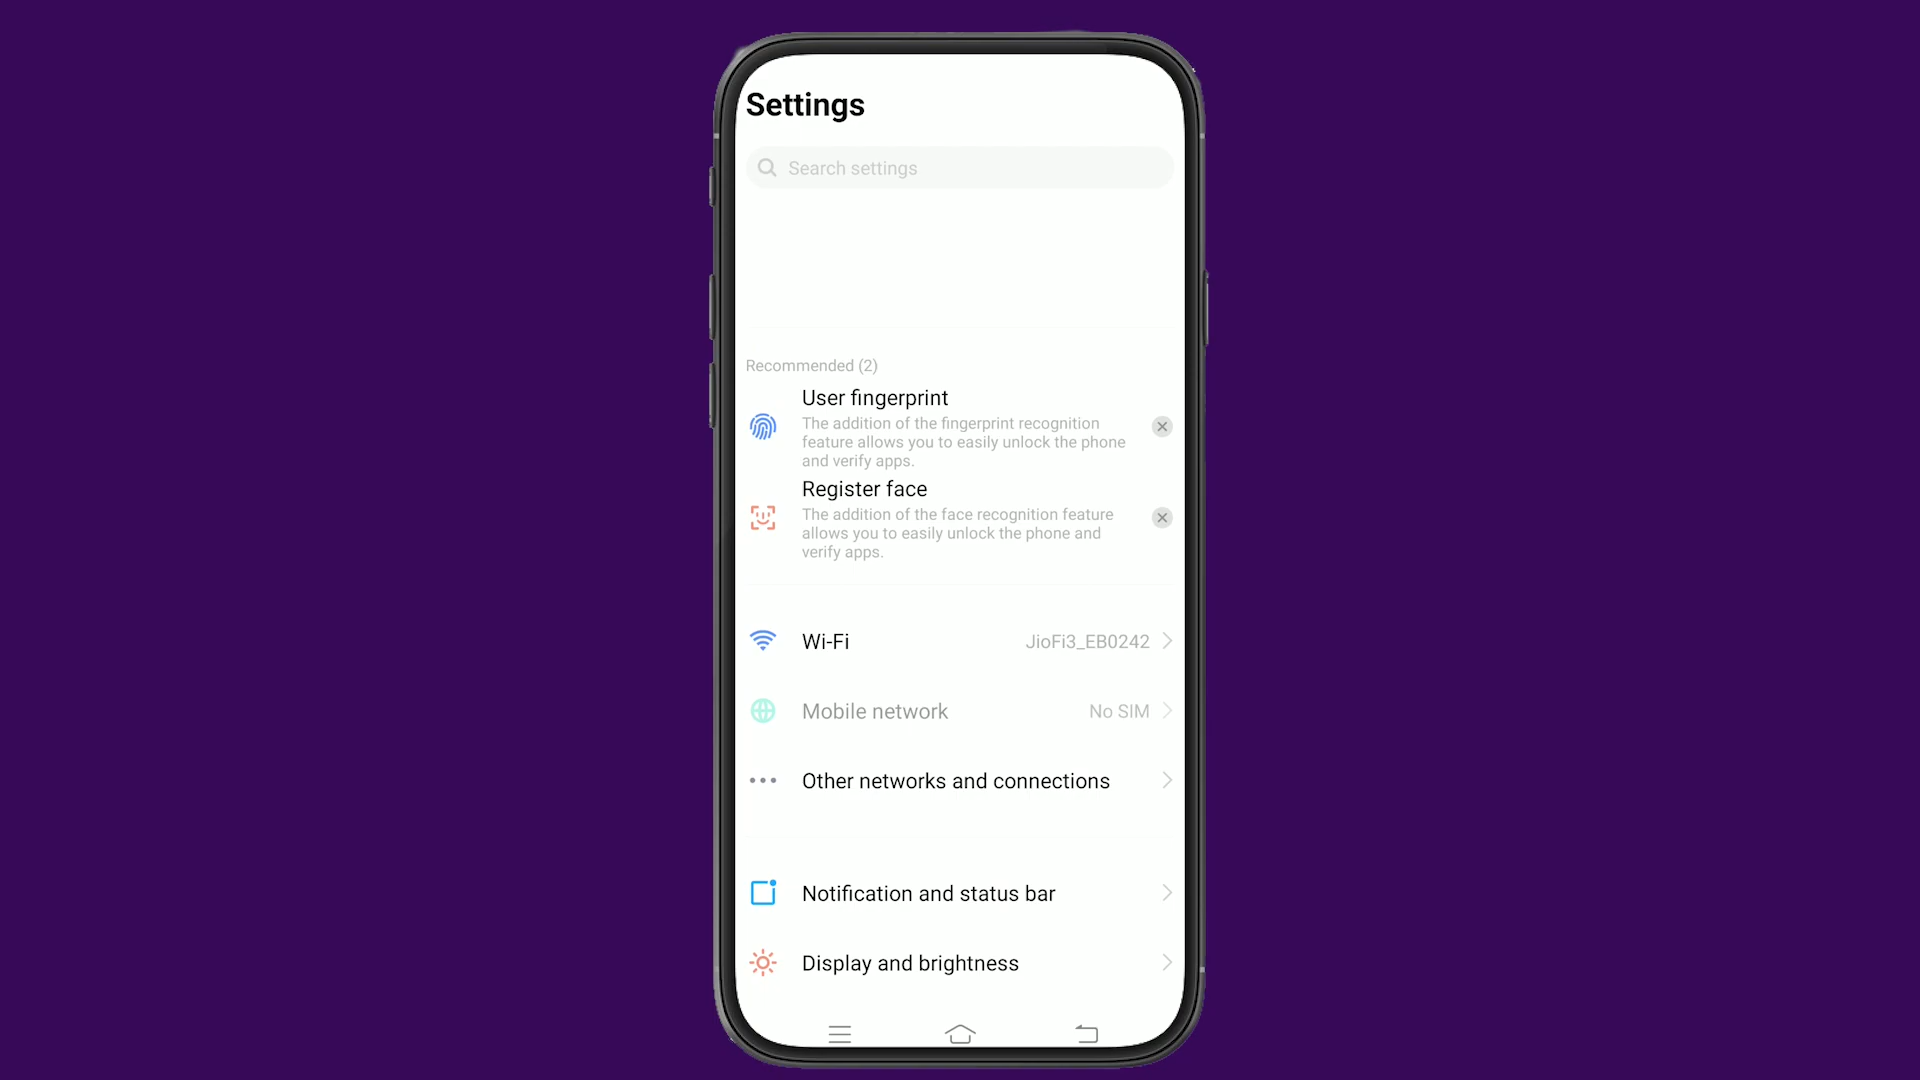 Settings
Search settings
Recommended (2)
User fingerprint
The addition of the fingerprint recognition
feature allows you to easily unlock the phone
and verify apps.
Register face
The addition of the face recognition feature
allows you to easily unlock the phone and
verify apps.
Wi-Fi
JioFi3_EB0242
Mobile network
No SIM
Other networks and connections
Notification and status bar
Display and brightness